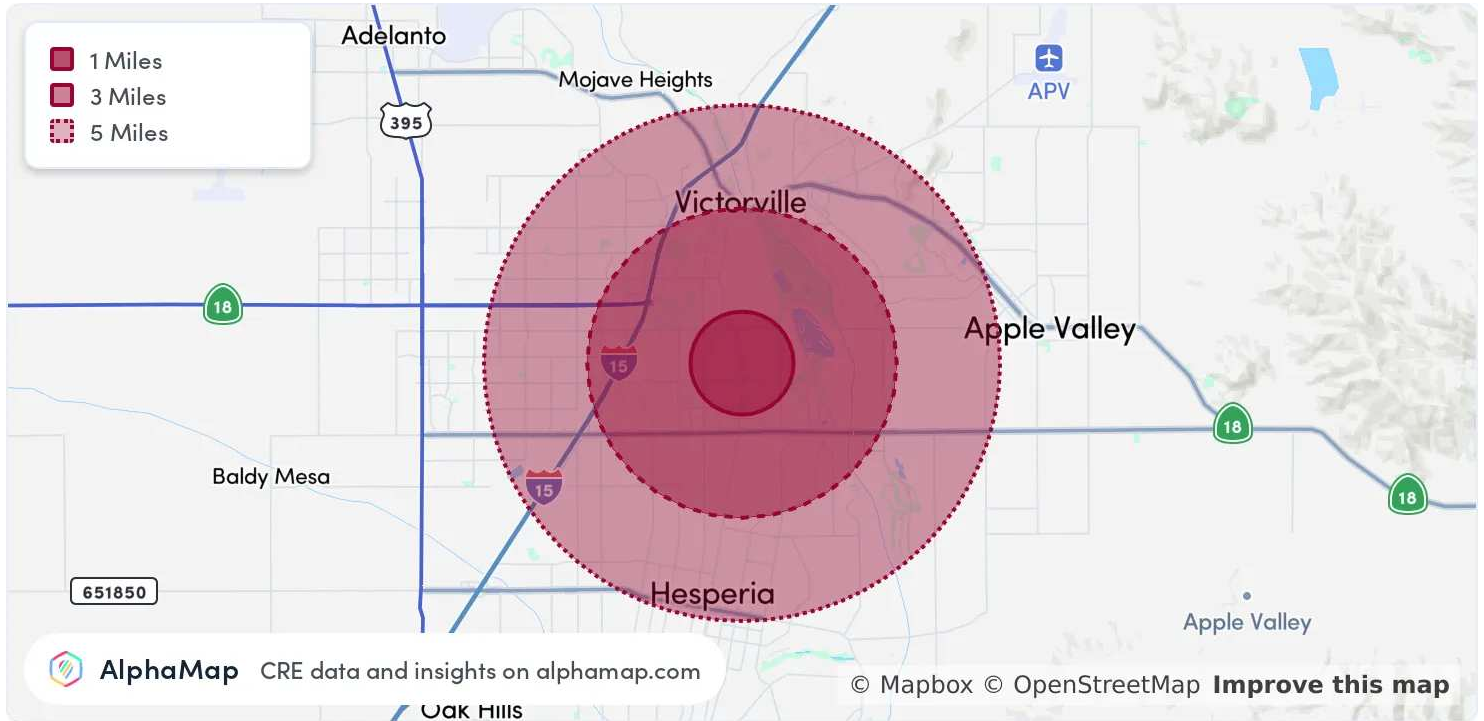 1 Miles
3 Miles
5 Miles
Adelanto
Mojave Heights
APV
395
Victorville
18
Apple Valley
15
18
Baldy Mesa
15
18
651850
Hesperia
Apple Valley
AlphaMap CRE data and insights on alphamap.com
© Mapbox © OpenStreetMap Improve this map
Oak Hills